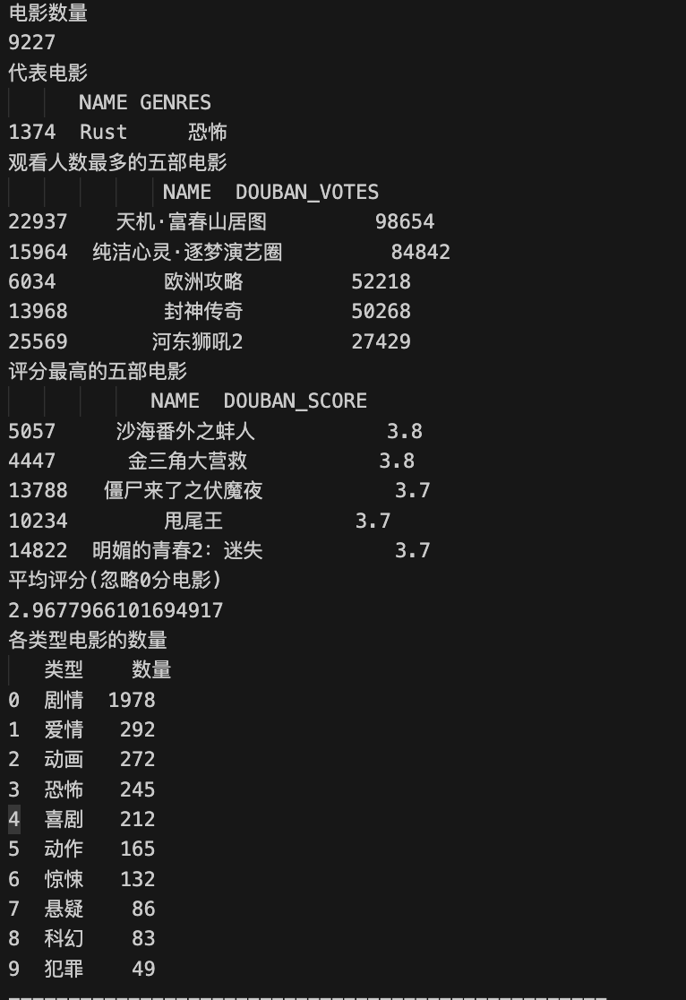 电影数量
9227
代表电影
NAME GENRES
1374 Rust 恐怖
观看人数最多的五部电影
NAME DOUBAN_VOTES
22937 天机·富春山居图 98654
15964 纯洁心灵·逐梦演艺圈 84842
6034 欧洲攻略 52218
13968 封神传奇 50268
25569 河东狮吼2 27429
评分最高的五部电影
NAME DOUBAN_SCORE
5057 沙海番外之蚌人 3.8
4447 金三角大营救 3.8
13788 僵尸来了之伏魔夜 3.7
10234 甩尾王 3.7
14822 明媚的青春2：迷失 3.7
平均评分(忽略0分电影)
2.9677966101694917
各类型电影的数量
类型 数量
0 剧情 1978
1 爱情 292
2 动画 272
3 恐怖 245
4 喜剧 212
5 动作 165
6 惊悚 132
7 悬疑 86
8 科幻 83
9 犯罪 49